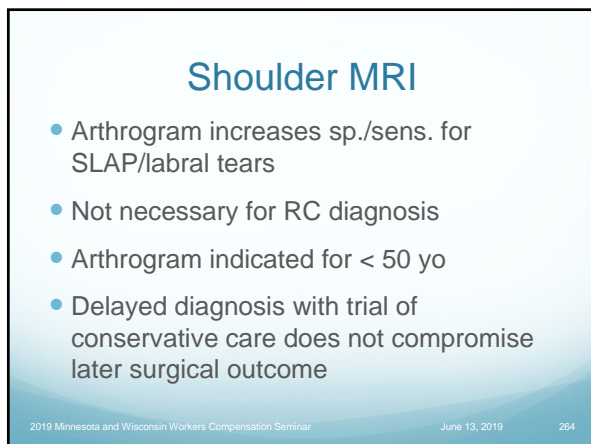 Shoulder MRI
• Arthrogram increases sp./sens. for
SLAP/labral tears
• Not necessary for RC diagnosis
• Arthrogram indicated for < 50 yo
• Delayed diagnosis with trial of
conservative care does not compromise
later surgical outcome
2019 Minnesota and Wisconsin Workers Compensation Seminar June 13, 2019 264